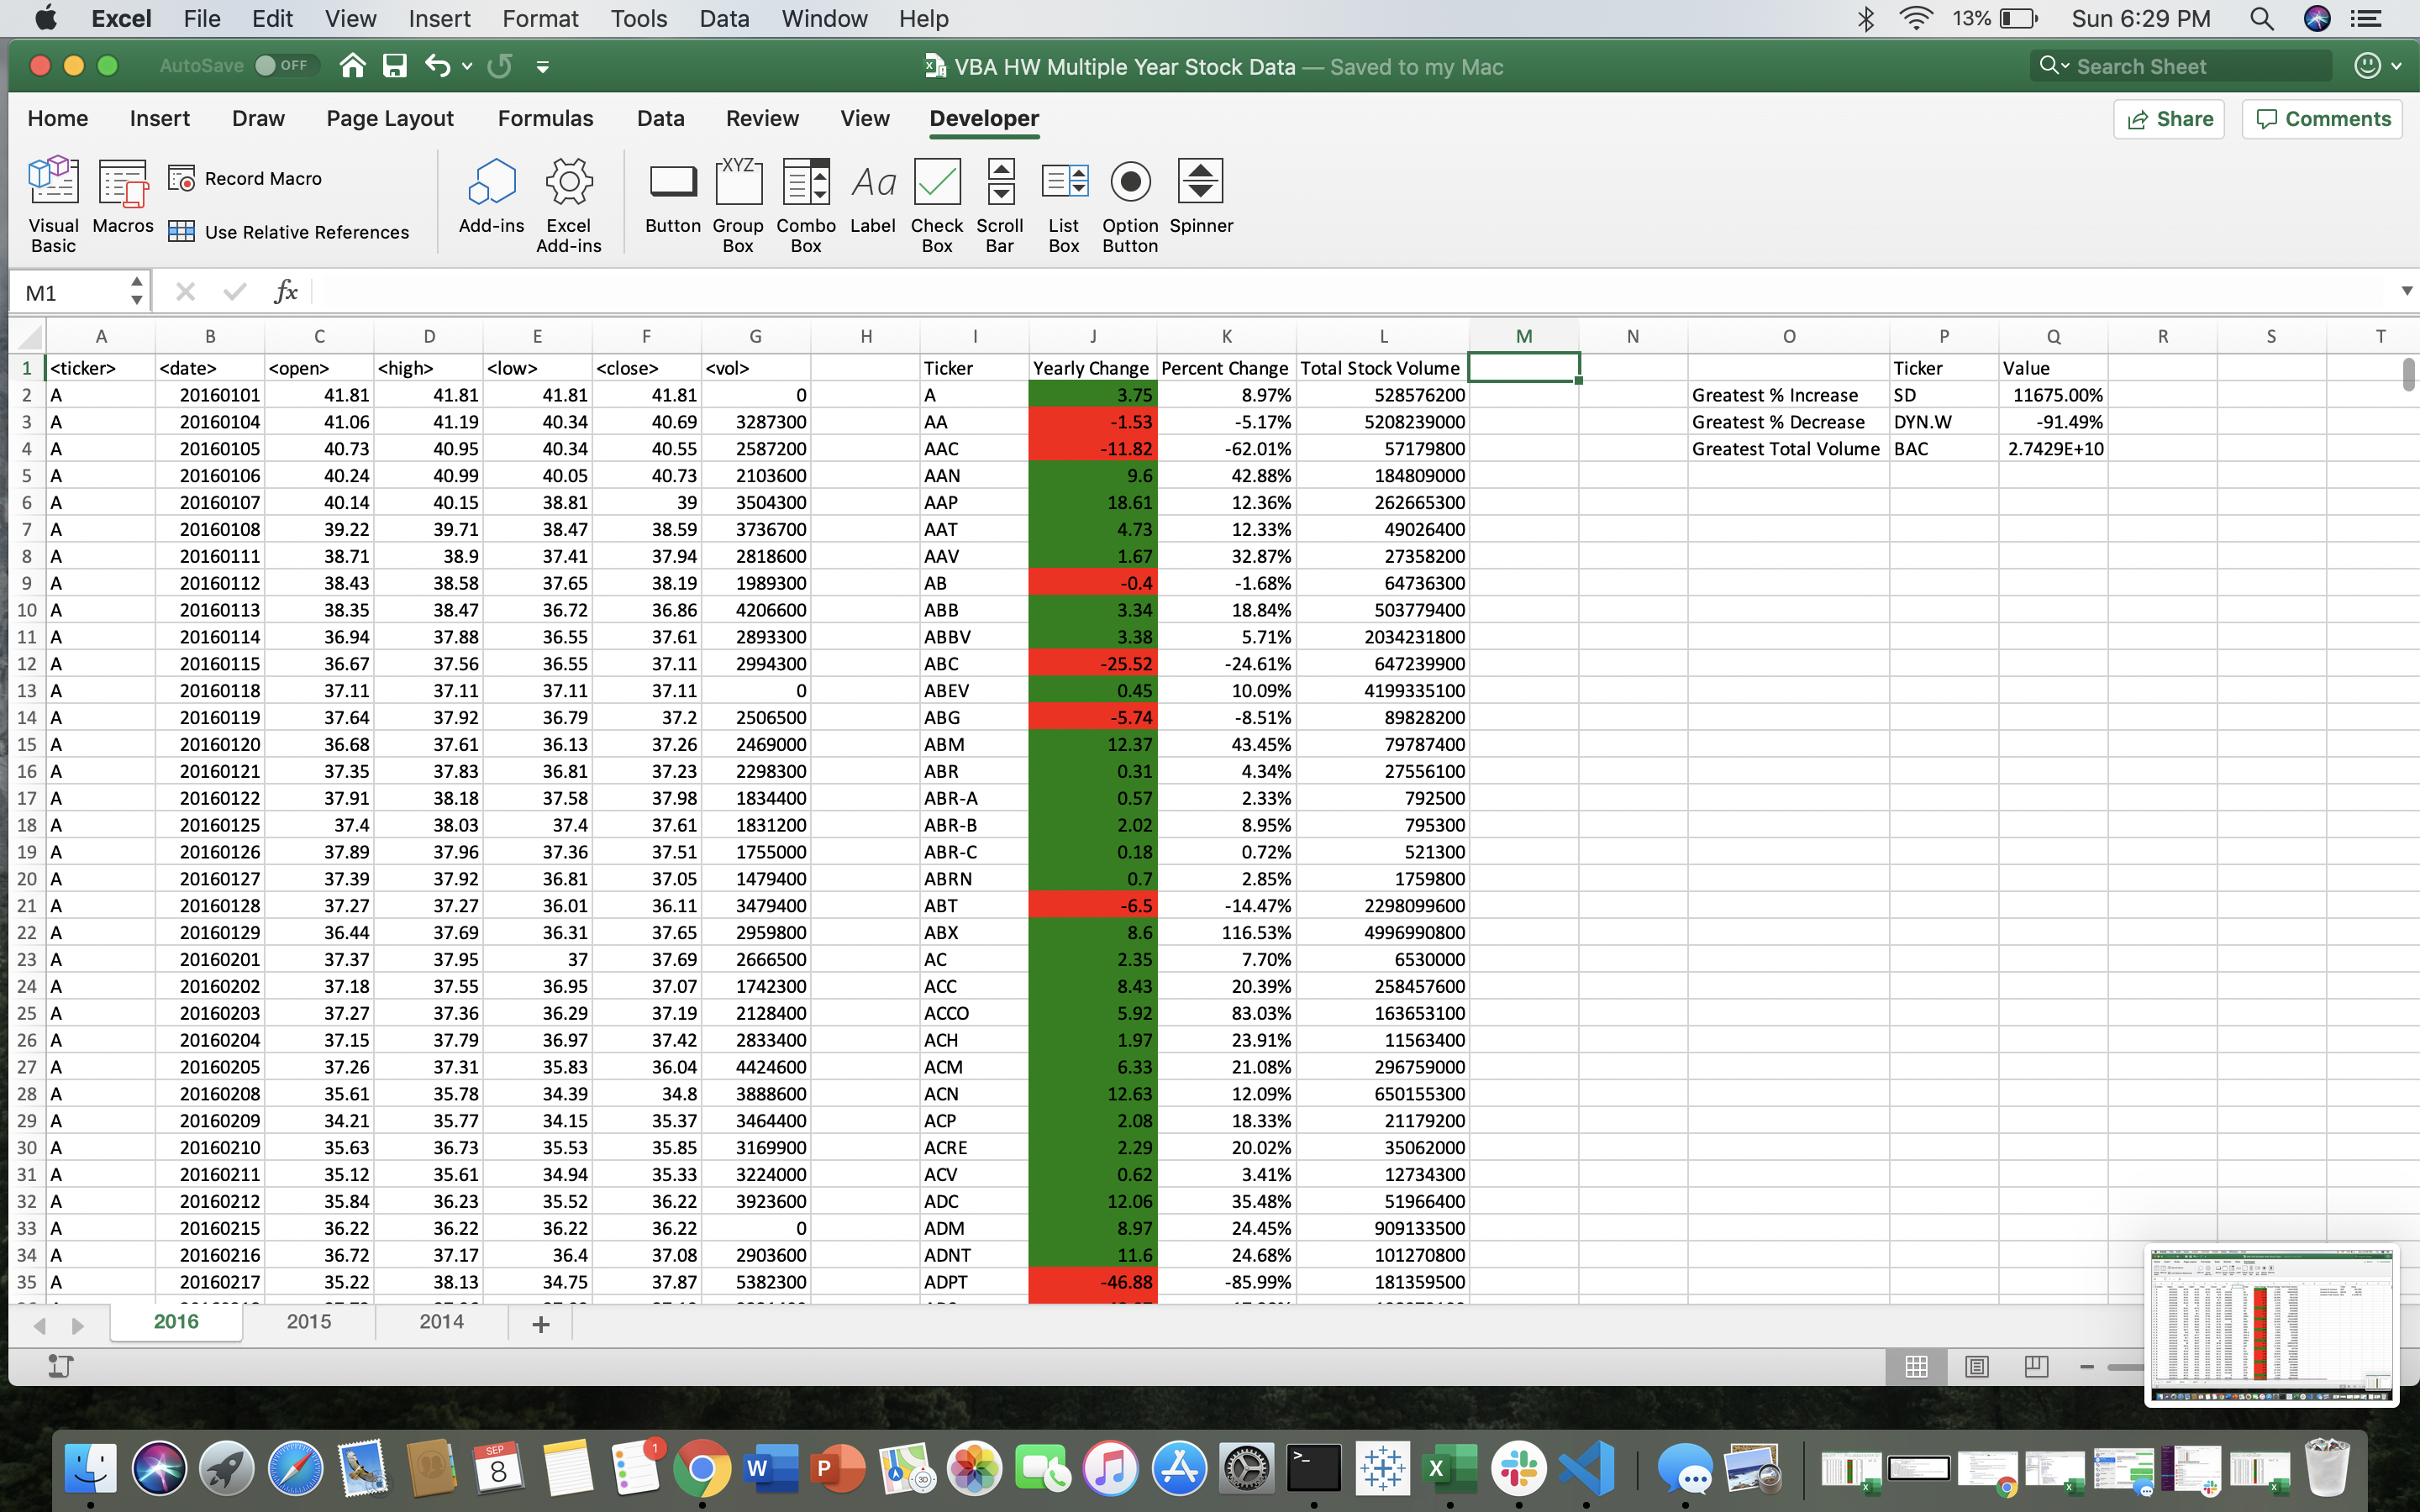 Excel File Edit View Insert Format Tools Data Window Help 13% Sun 6:29 PM
AutoSave OFF VBA HW Multiple Year Stock Data — Saved to my Mac Search Sheet
Home Insert Draw Page Layout Formulas Data Review View Developer Share Comments
Visual Basic Macros Record Macro Use Relative References Add-ins Excel Add-ins Button XYZ Group Box Combo Box Aa Label Check Box Scroll Bar List Box Option Button Spinner
M1 fx
A B C D E F G H I J K L M N O P Q R S T
1 <ticker> <date> <open> <high> <low> <close> <vol> Ticker Yearly Change Percent Change Total Stock Volume Ticker Value
2 A 20160101 41.81 41.81 41.81 41.81 0 A 3.75 8.97% 528576200 Greatest % Increase SD 11675.00%
3 A 20160104 41.06 41.19 40.34 40.69 3287300 AA -1.53 -5.17% 5208239000 Greatest % Decrease DYN.W -91.49%
4 A 20160105 40.73 40.95 40.34 40.55 2587200 AAC -11.82 -62.01% 57179800 Greatest Total Volume BAC 2.7429E+10
5 A 20160106 40.24 40.99 40.05 40.73 2103600 AAN 9.6 42.88% 184809000
6 A 20160107 40.14 40.15 38.81 39 3504300 AAP 18.61 12.36% 262665300
7 A 20160108 39.22 39.71 38.47 38.59 3736700 AAT 4.73 12.33% 49026400
8 A 20160111 38.71 38.9 37.41 37.94 2818600 AAV 1.67 32.87% 27358200
9 A 20160112 38.43 38.58 37.65 38.19 1989300 AB -0.4 -1.68% 64736300
10 A 20160113 38.35 38.47 36.72 36.86 4206600 ABB 3.34 18.84% 503779400
11 A 20160114 36.94 37.88 36.55 37.61 2893300 ABBV 3.38 5.71% 2034231800
12 A 20160115 36.67 37.56 36.55 37.11 2994300 ABC -25.52 -24.61% 647239900
13 A 20160118 37.11 37.11 37.11 37.11 0 ABEV 0.45 10.09% 4199335100
14 A 20160119 37.64 37.92 36.79 37.2 2506500 ABG -5.74 -8.51% 89828200
15 A 20160120 36.68 37.61 36.13 37.26 2469000 ABM 12.37 43.45% 79787400
16 A 20160121 37.35 37.83 36.81 37.23 2298300 ABR 0.31 4.34% 27556100
17 A 20160122 37.91 38.18 37.58 37.98 1834400 ABR-A 0.57 2.33% 792500
18 A 20160125 37.4 38.03 37.4 37.61 1831200 ABR-B 2.02 8.95% 795300
19 A 20160126 37.89 37.96 37.36 37.51 1755000 ABR-C 0.18 0.72% 521300
20 A 20160127 37.39 37.92 36.81 37.05 1479400 ABRN 0.7 2.85% 1759800
21 A 20160128 37.27 37.27 36.01 36.11 3479400 ABT -6.5 -14.47% 2298099600
22 A 20160129 36.44 37.69 36.31 37.65 2959800 ABX 8.6 116.53% 4996990800
23 A 20160201 37.37 37.95 37 37.69 2666500 AC 2.35 7.70% 6530000
24 A 20160202 37.18 37.55 36.95 37.07 1742300 ACC 8.43 20.39% 258457600
25 A 20160203 37.27 37.36 36.29 37.19 2128400 ACCO 5.92 83.03% 163653100
26 A 20160204 37.15 37.79 36.97 37.42 2833400 ACH 1.97 23.91% 11563400
27 A 20160205 37.26 37.31 35.83 36.04 4424600 ACM 6.33 21.08% 296759000
28 A 20160208 35.61 35.78 34.39 34.8 3888600 ACN 12.63 12.09% 650155300
29 A 20160209 34.21 35.77 34.15 35.37 3464400 ACP 2.08 18.33% 21179200
30 A 20160210 35.63 36.73 35.53 35.85 3169900 ACRE 2.29 20.02% 35062000
31 A 20160211 35.12 35.61 34.94 35.33 3224000 ACV 0.62 3.41% 12734300
32 A 20160212 35.84 36.23 35.52 36.22 3923600 ADC 12.06 35.48% 51966400
33 A 20160215 36.22 36.22 36.22 36.22 0 ADM 8.97 24.45% 909133500
34 A 20160216 36.72 37.17 36.4 37.08 2903600 ADNT 11.6 24.68% 101270800
35 A 20160217 35.22 38.13 34.75 37.87 5382300 ADPT -46.88 -85.99% 181359500
2016 2015 2014 +
SEP 8 1 W P 3D >_ X